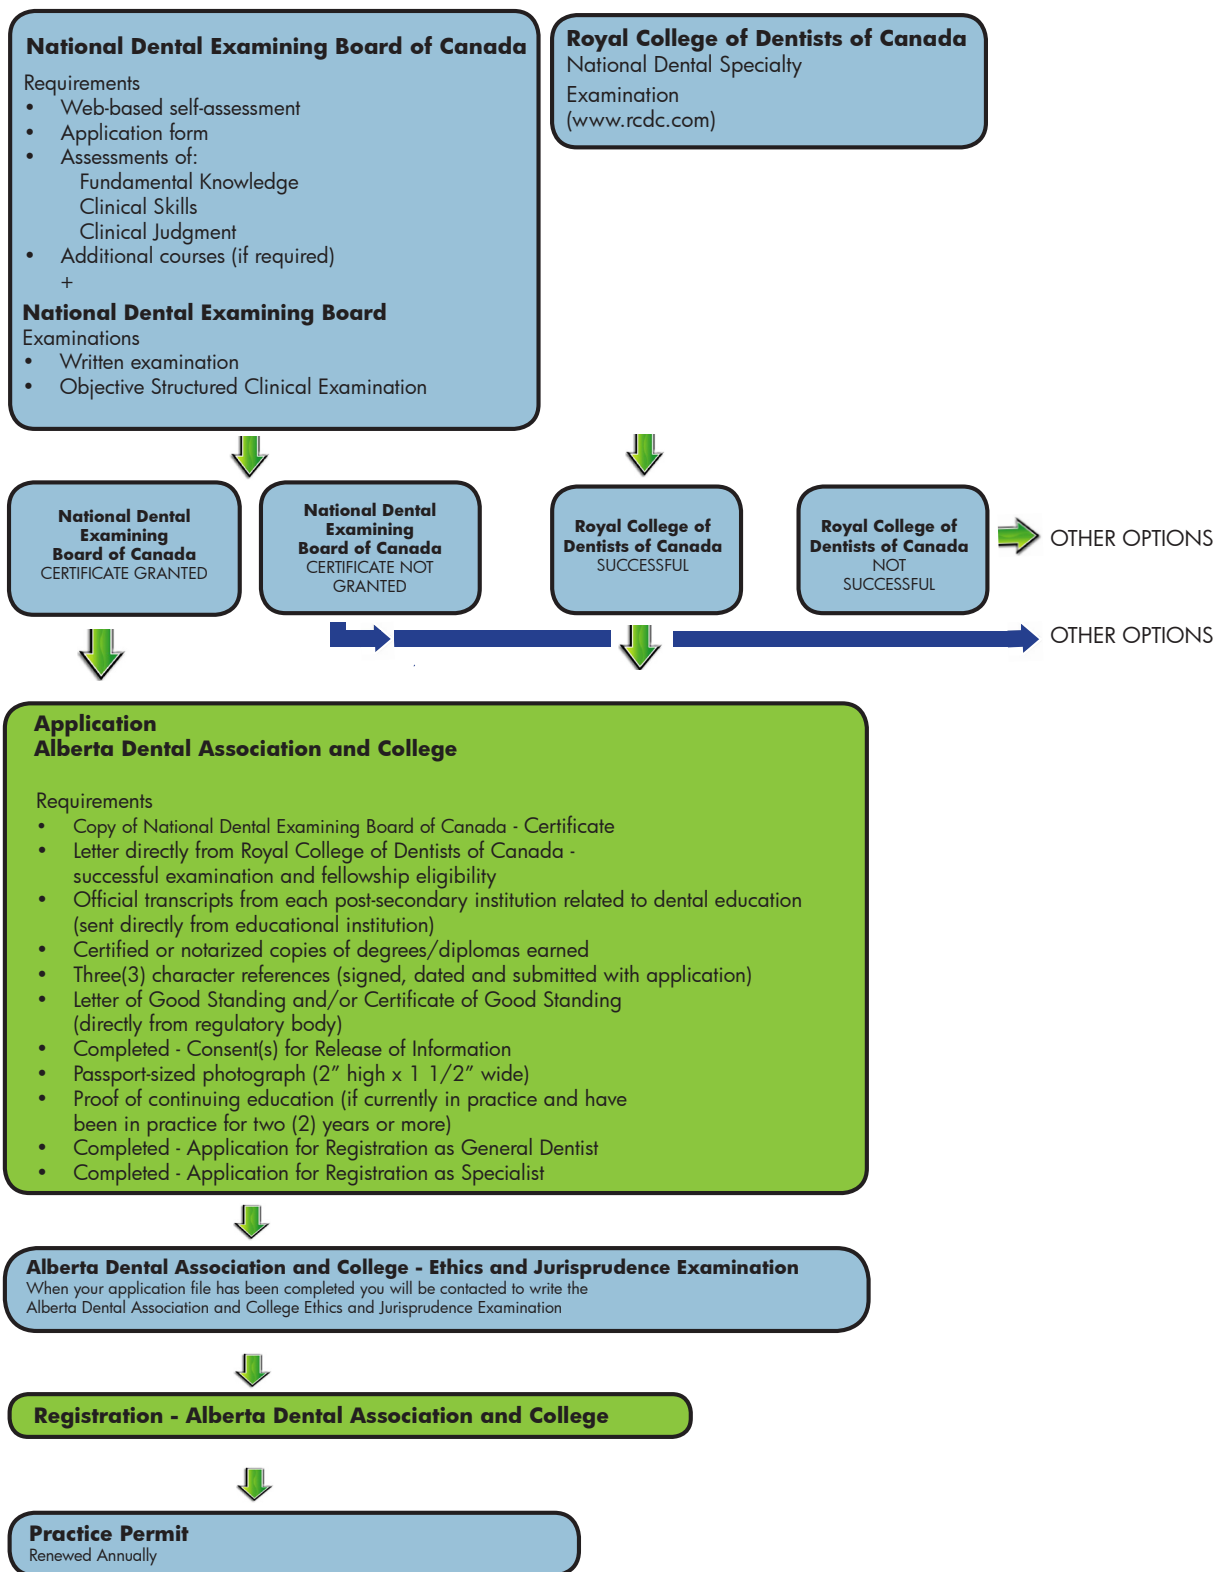 National Dental Examining Board of Canada
Requirements
• Web-based self-assessment
• Application form
• Assessments of:
Fundamental Knowledge
Clinical Skills
Clinical Judgment
• Additional courses (if required)
+
National Dental Examining Board
Examinations
• Written examination
• Objective Structured Clinical Examination
Royal College of Dentists of Canada
National Dental Specialty
Examination
(www.rcdc.com)
National Dental
Examining
Board of Canada
CERTIFICATE GRANTED
National Dental
Examining
Board of Canada
CERTIFICATE NOT
GRANTED
Royal College of
Dentists of Canada
SUCCESSFUL
Royal College of
Dentists of Canada
NOT
SUCCESSFUL
OTHER OPTIONS
OTHER OPTIONS
Application
Alberta Dental Association and College
Requirements
• Copy of National Dental Examining Board of Canada - Certificate
• Letter directly from Royal College of Dentists of Canada -
successful examination and fellowship eligibility
• Official transcripts from each post-secondary institution related to dental education
(sent directly from educational institution)
• Certified or notarized copies of degrees/diplomas earned
• Three(3) character references (signed, dated and submitted with application)
• Letter of Good Standing and/or Certificate of Good Standing
(directly from regulatory body)
• Completed - Consent(s) for Release of Information
• Passport-sized photograph (2” high x 1 1/2” wide)
• Proof of continuing education (if currently in practice and have
been in practice for two (2) years or more)
• Completed - Application for Registration as General Dentist
• Completed - Application for Registration as Specialist
Alberta Dental Association and College - Ethics and Jurisprudence Examination
When your application file has been completed you will be contacted to write the
Alberta Dental Association and College Ethics and Jurisprudence Examination
Registration - Alberta Dental Association and College
Practice Permit
Renewed Annually